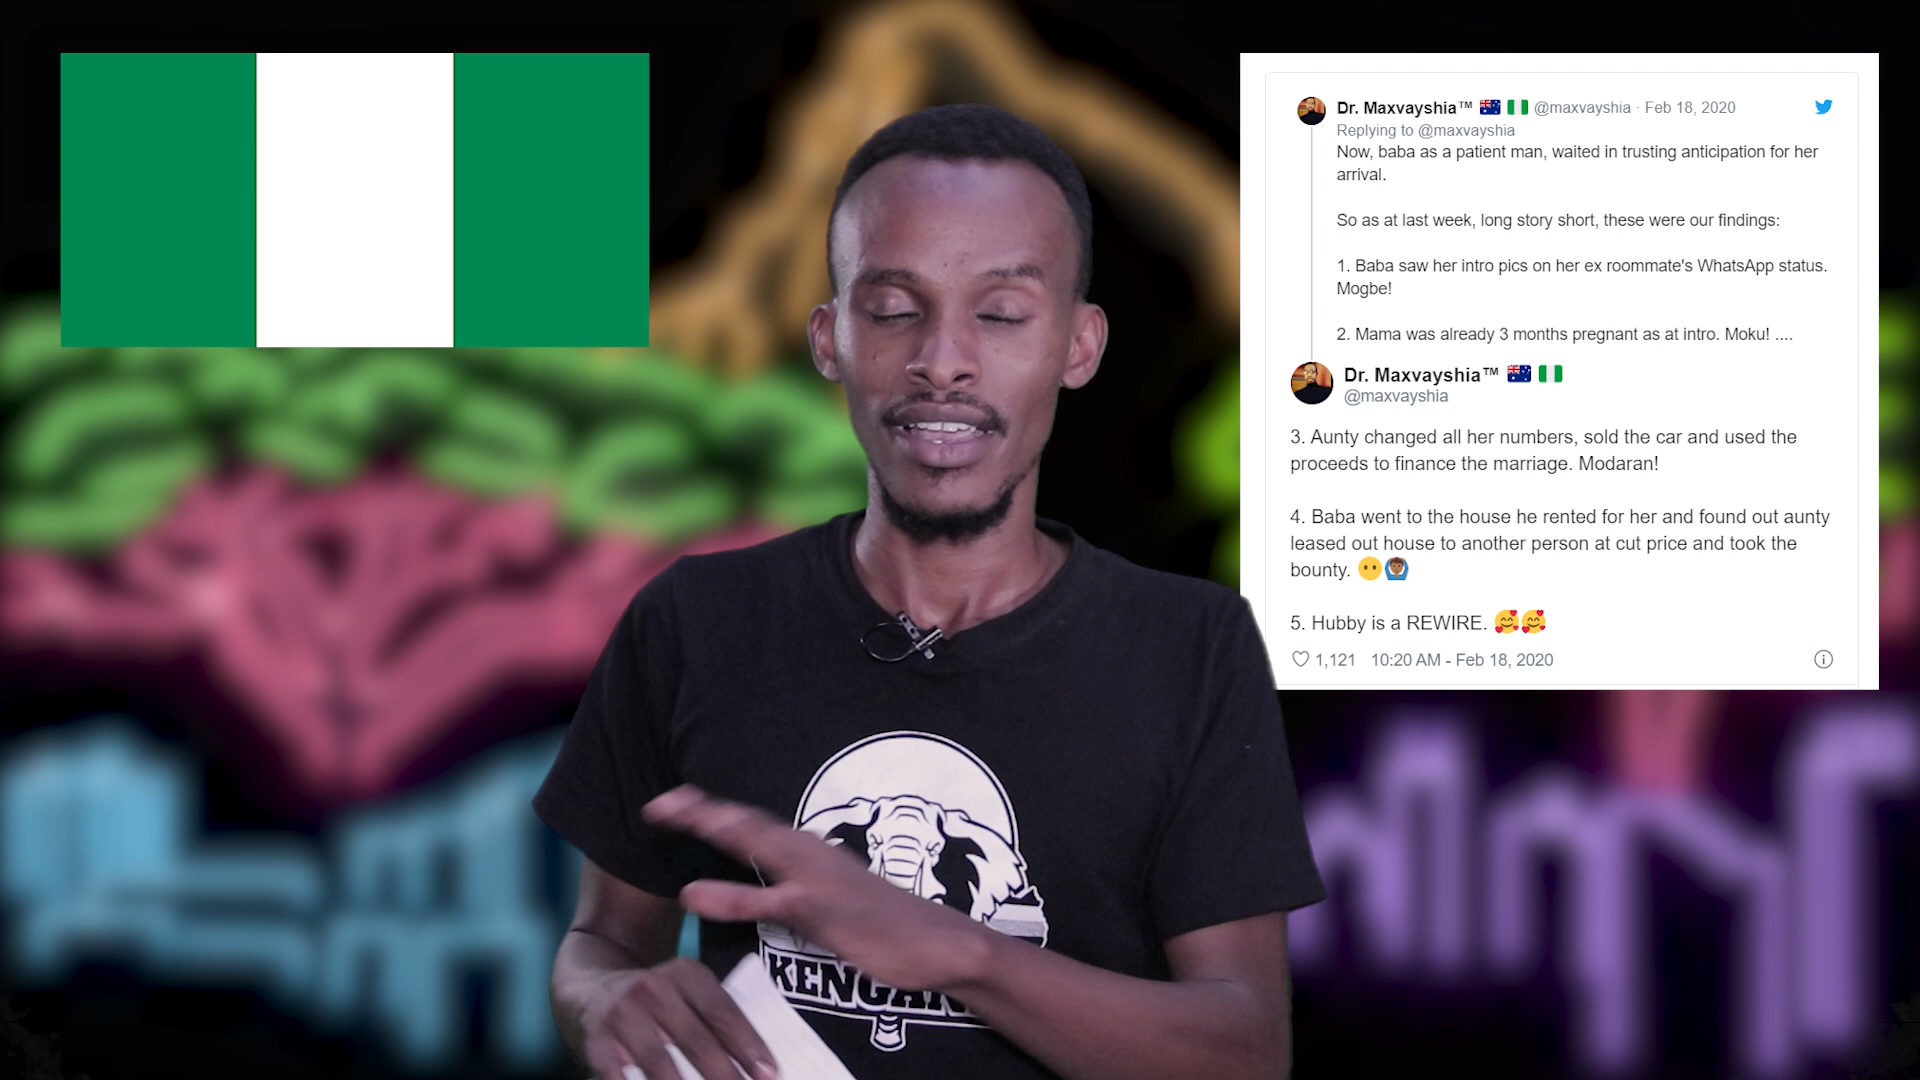 Dr. Maxvayshia™ 🇦🇺 🇳🇬 @maxvayshia · Feb 18, 2020
Replying to @maxvayshia
Now, baba as a patient man, waited in trusting anticipation for her
arrival.
So as at last week, long story short, these were our findings:
1. Baba saw her intro pics on her ex roommate's WhatsApp status.
Mogbe!
2. Mama was already 3 months pregnant as at intro. Moku! ....
Dr. Maxvayshia™ 🇦🇺 🇳🇬
@maxvayshia
3. Aunty changed all her numbers, sold the car and used the
proceeds to finance the marriage. Modaran!
4. Baba went to the house he rented for her and found out aunty
leased out house to another person at cut price and took the
bounty. 😶🙆🏾‍♂️
5. Hubby is a REWIRE. 🥰🥰
1,121 10:20 AM - Feb 18, 2020